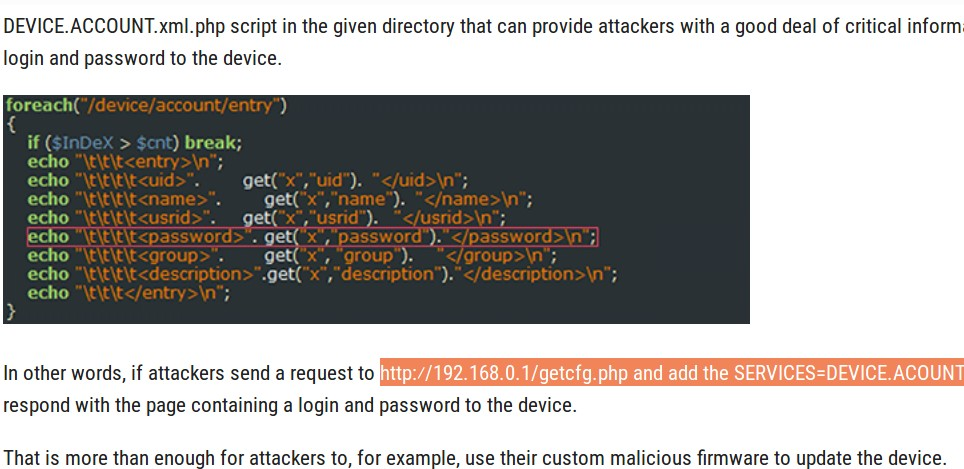 DEVICE.ACCOUNT.xml.php script in the given directory that can provide attackers with a good deal of critical
login and password to the device.
foreach("/device/account/entry")
{
if ($InDeX > $cnt) break;
echo "\t\t\t<entry>\n";
echo "\t\t\t\t<uid>". get("x","uid"). "</uid>\n";
echo "\t\t\t\t<name>". get("x","name"). "</name>\n";
echo "\t\t\t\t<usrid>". get("x","usrid"). "</usrid>\n";
echo "\t\t\t\t<password>". get("x","password")."</password>\n";
echo "\t\t\t\t<group>". get("x","group"). "</group>\n";
echo "\t\t\t\t<description>".get("x","description")."</description>\n";
echo "\t\t\t</entry>\n";
}
In other words, if attackers send a request to http://192.168.0.1/getcfg.php and add the SERVICES=DEVICE.ACOUNT
respond with the page containing a login and password to the device.
That is more than enough for attackers to, for example, use their custom malicious firmware to update the device.